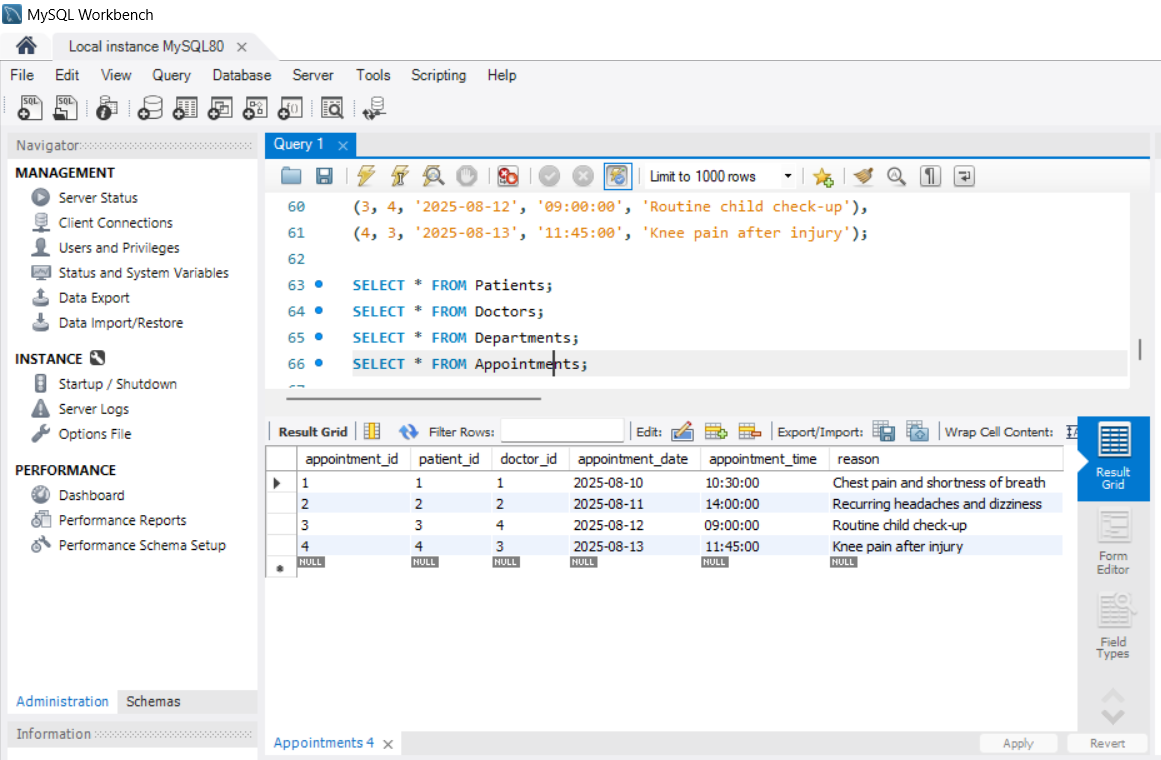 MySQL Workbench
Local instance MySQL80
File Edit View Query Database Server Tools Scripting Help
Navigator
MANAGEMENT
Server Status
Client Connections
Users and Privileges
Status and System Variables
Data Export
Data Import/Restore
INSTANCE
Startup / Shutdown
Server Logs
Options File
PERFORMANCE
Dashboard
Performance Reports
Performance Schema Setup
Administration Schemas
Information
Query 1
Limit to 1000 rows
60 (3, 4, '2025-08-12', '09:00:00', 'Routine child check-up'),
61 (4, 3, '2025-08-13', '11:45:00', 'Knee pain after injury');
62
63 SELECT * FROM Patients;
64 SELECT * FROM Doctors;
65 SELECT * FROM Departments;
66 SELECT * FROM Appointments;
Result Grid Filter Rows: Edit: Export/Import: Wrap Cell Content:
appointment_id patient_id doctor_id appointment_date appointment_time reason
1 1 1 2025-08-10 10:30:00 Chest pain and shortness of breath
2 2 2 2025-08-11 14:00:00 Recurring headaches and dizziness
3 3 4 2025-08-12 09:00:00 Routine child check-up
4 4 3 2025-08-13 11:45:00 Knee pain after injury
NULL NULL NULL NULL NULL NULL
Result
Grid
Form
Editor
Field
Types
Appointments 4
Apply Revert